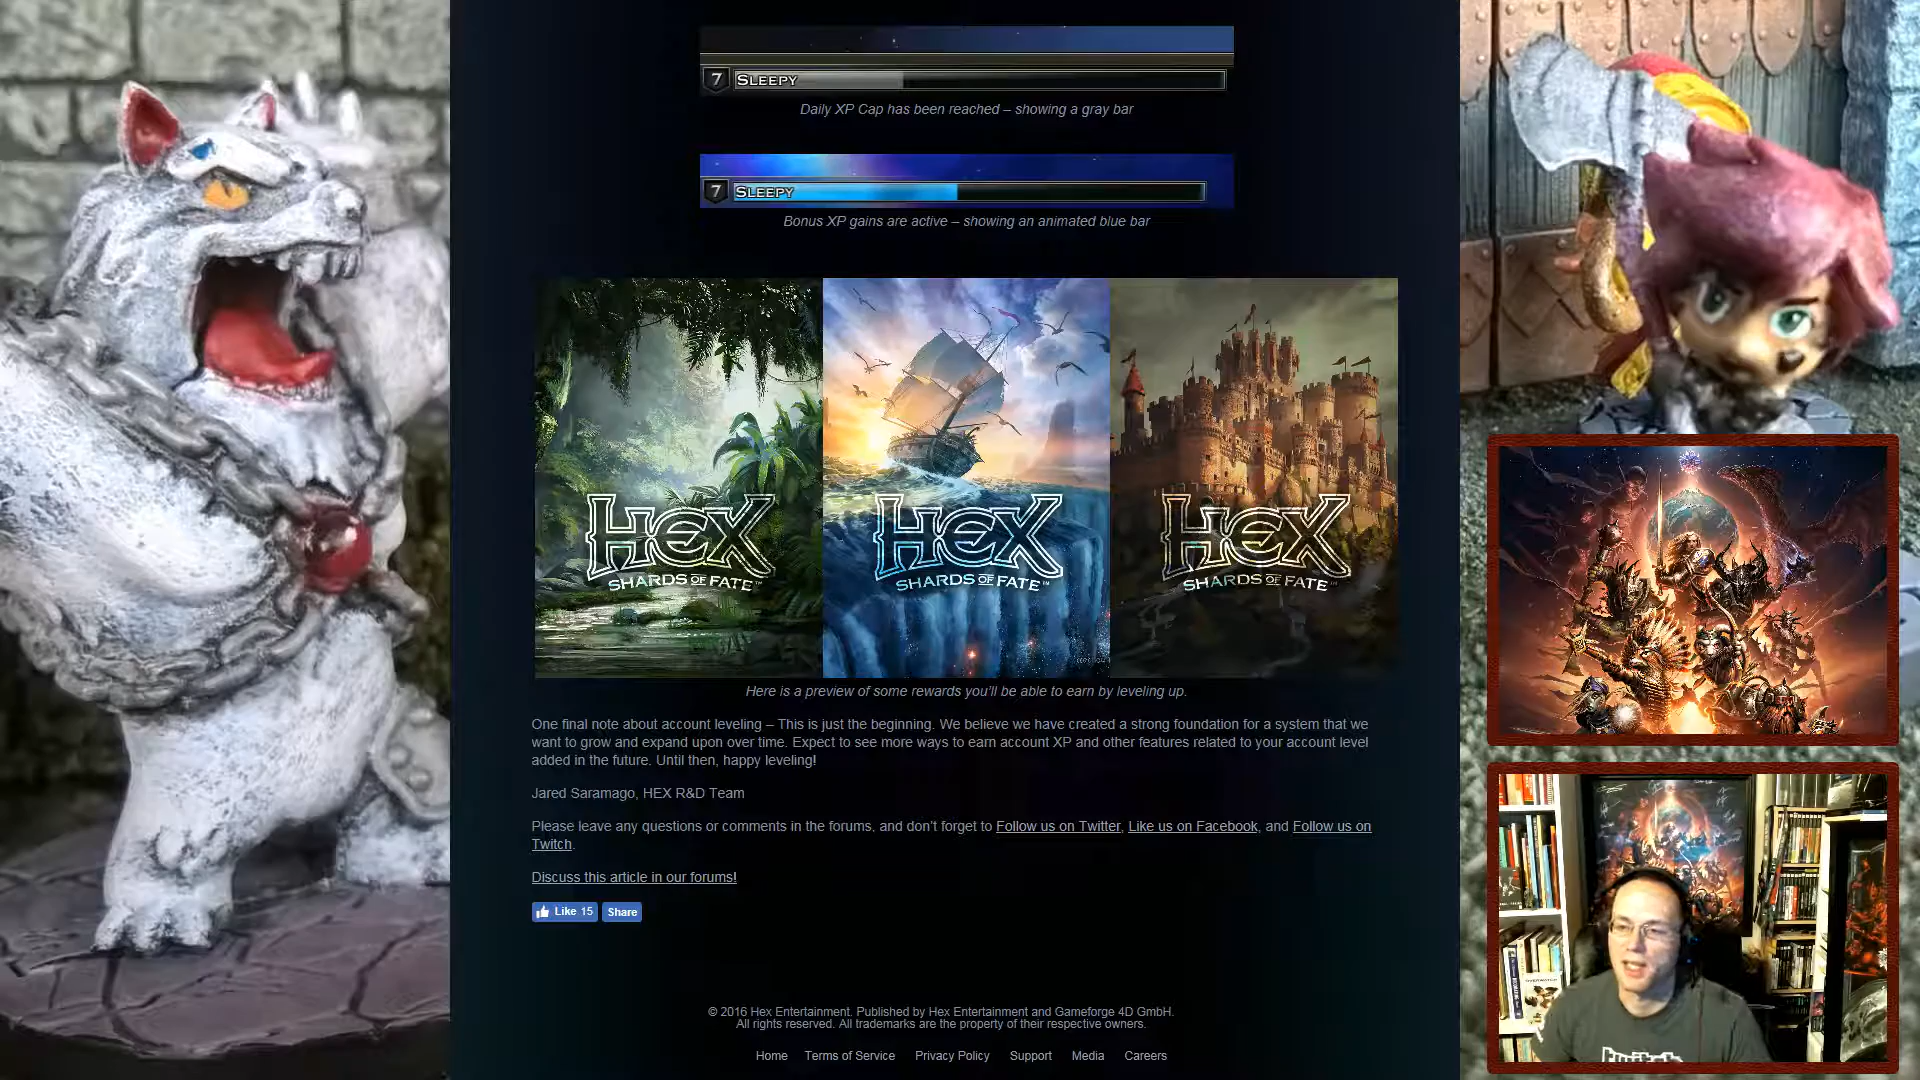 7 SLEEPY
Daily XP Cap has been reached – showing a gray bar
7 SLEEPY
Bonus XP gains are active – showing an animated blue bar
HEX
SHARDS OF FATE™
HEX
SHARDS OF FATE™
HEX
SHARDS OF FATE™
Here is a preview of some rewards you'll be able to earn by leveling up.
One final note about account leveling – This is just the beginning. We believe we have created a strong foundation for a system that we
want to grow and expand upon over time. Expect to see more ways to earn account XP and other features related to your account level
added in the future. Until then, happy leveling!
Jared Saramago, HEX R&D Team
Please leave any questions or comments in the forums, and don't forget to Follow us on Twitter, Like us on Facebook, and Follow us on
Twitch.
Discuss this article in our forums!
Like 15 Share
© 2016 Hex Entertainment. Published by Hex Entertainment and Gameforge 4D GmbH.
All rights reserved. All trademarks are the property of their respective owners.
Home Terms of Service Privacy Policy Support Media Careers